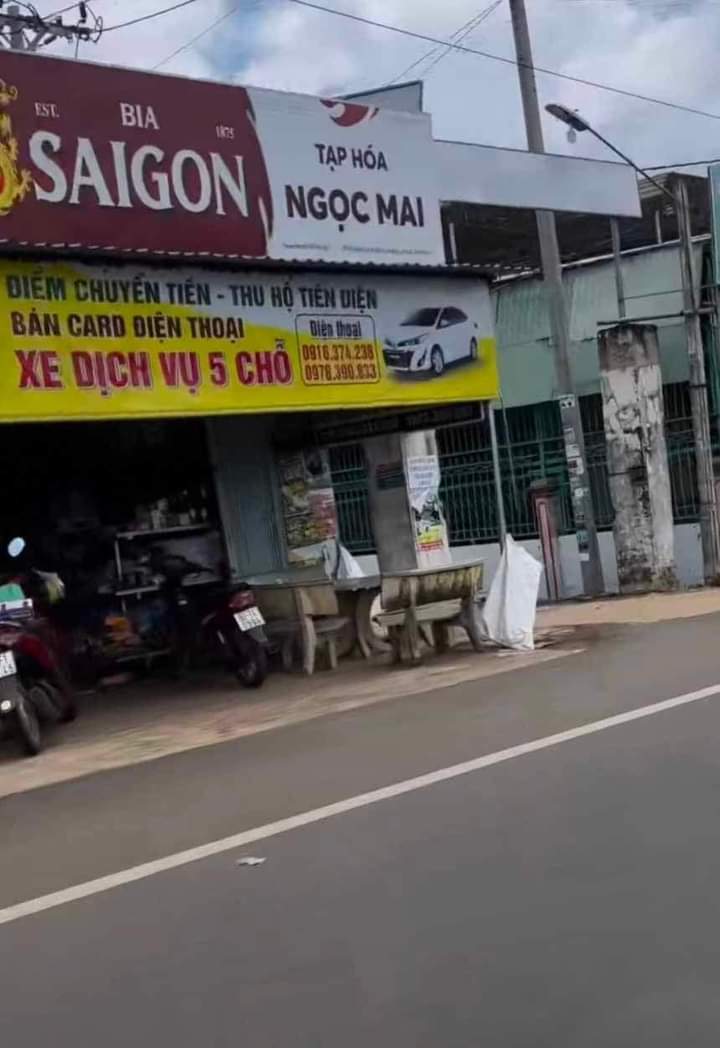 EST. BIA 1875
SAIGON
TẠP HÓA
NGỌC MAI
ĐIỂM CHUYỂN TIỀN - THU HỘ TIỀN ĐIỆN
BÁN CARD ĐIỆN THOẠI
XE DỊCH VỤ 5 CHỖ
Điện thoại
0916.374.238
0976.390.833